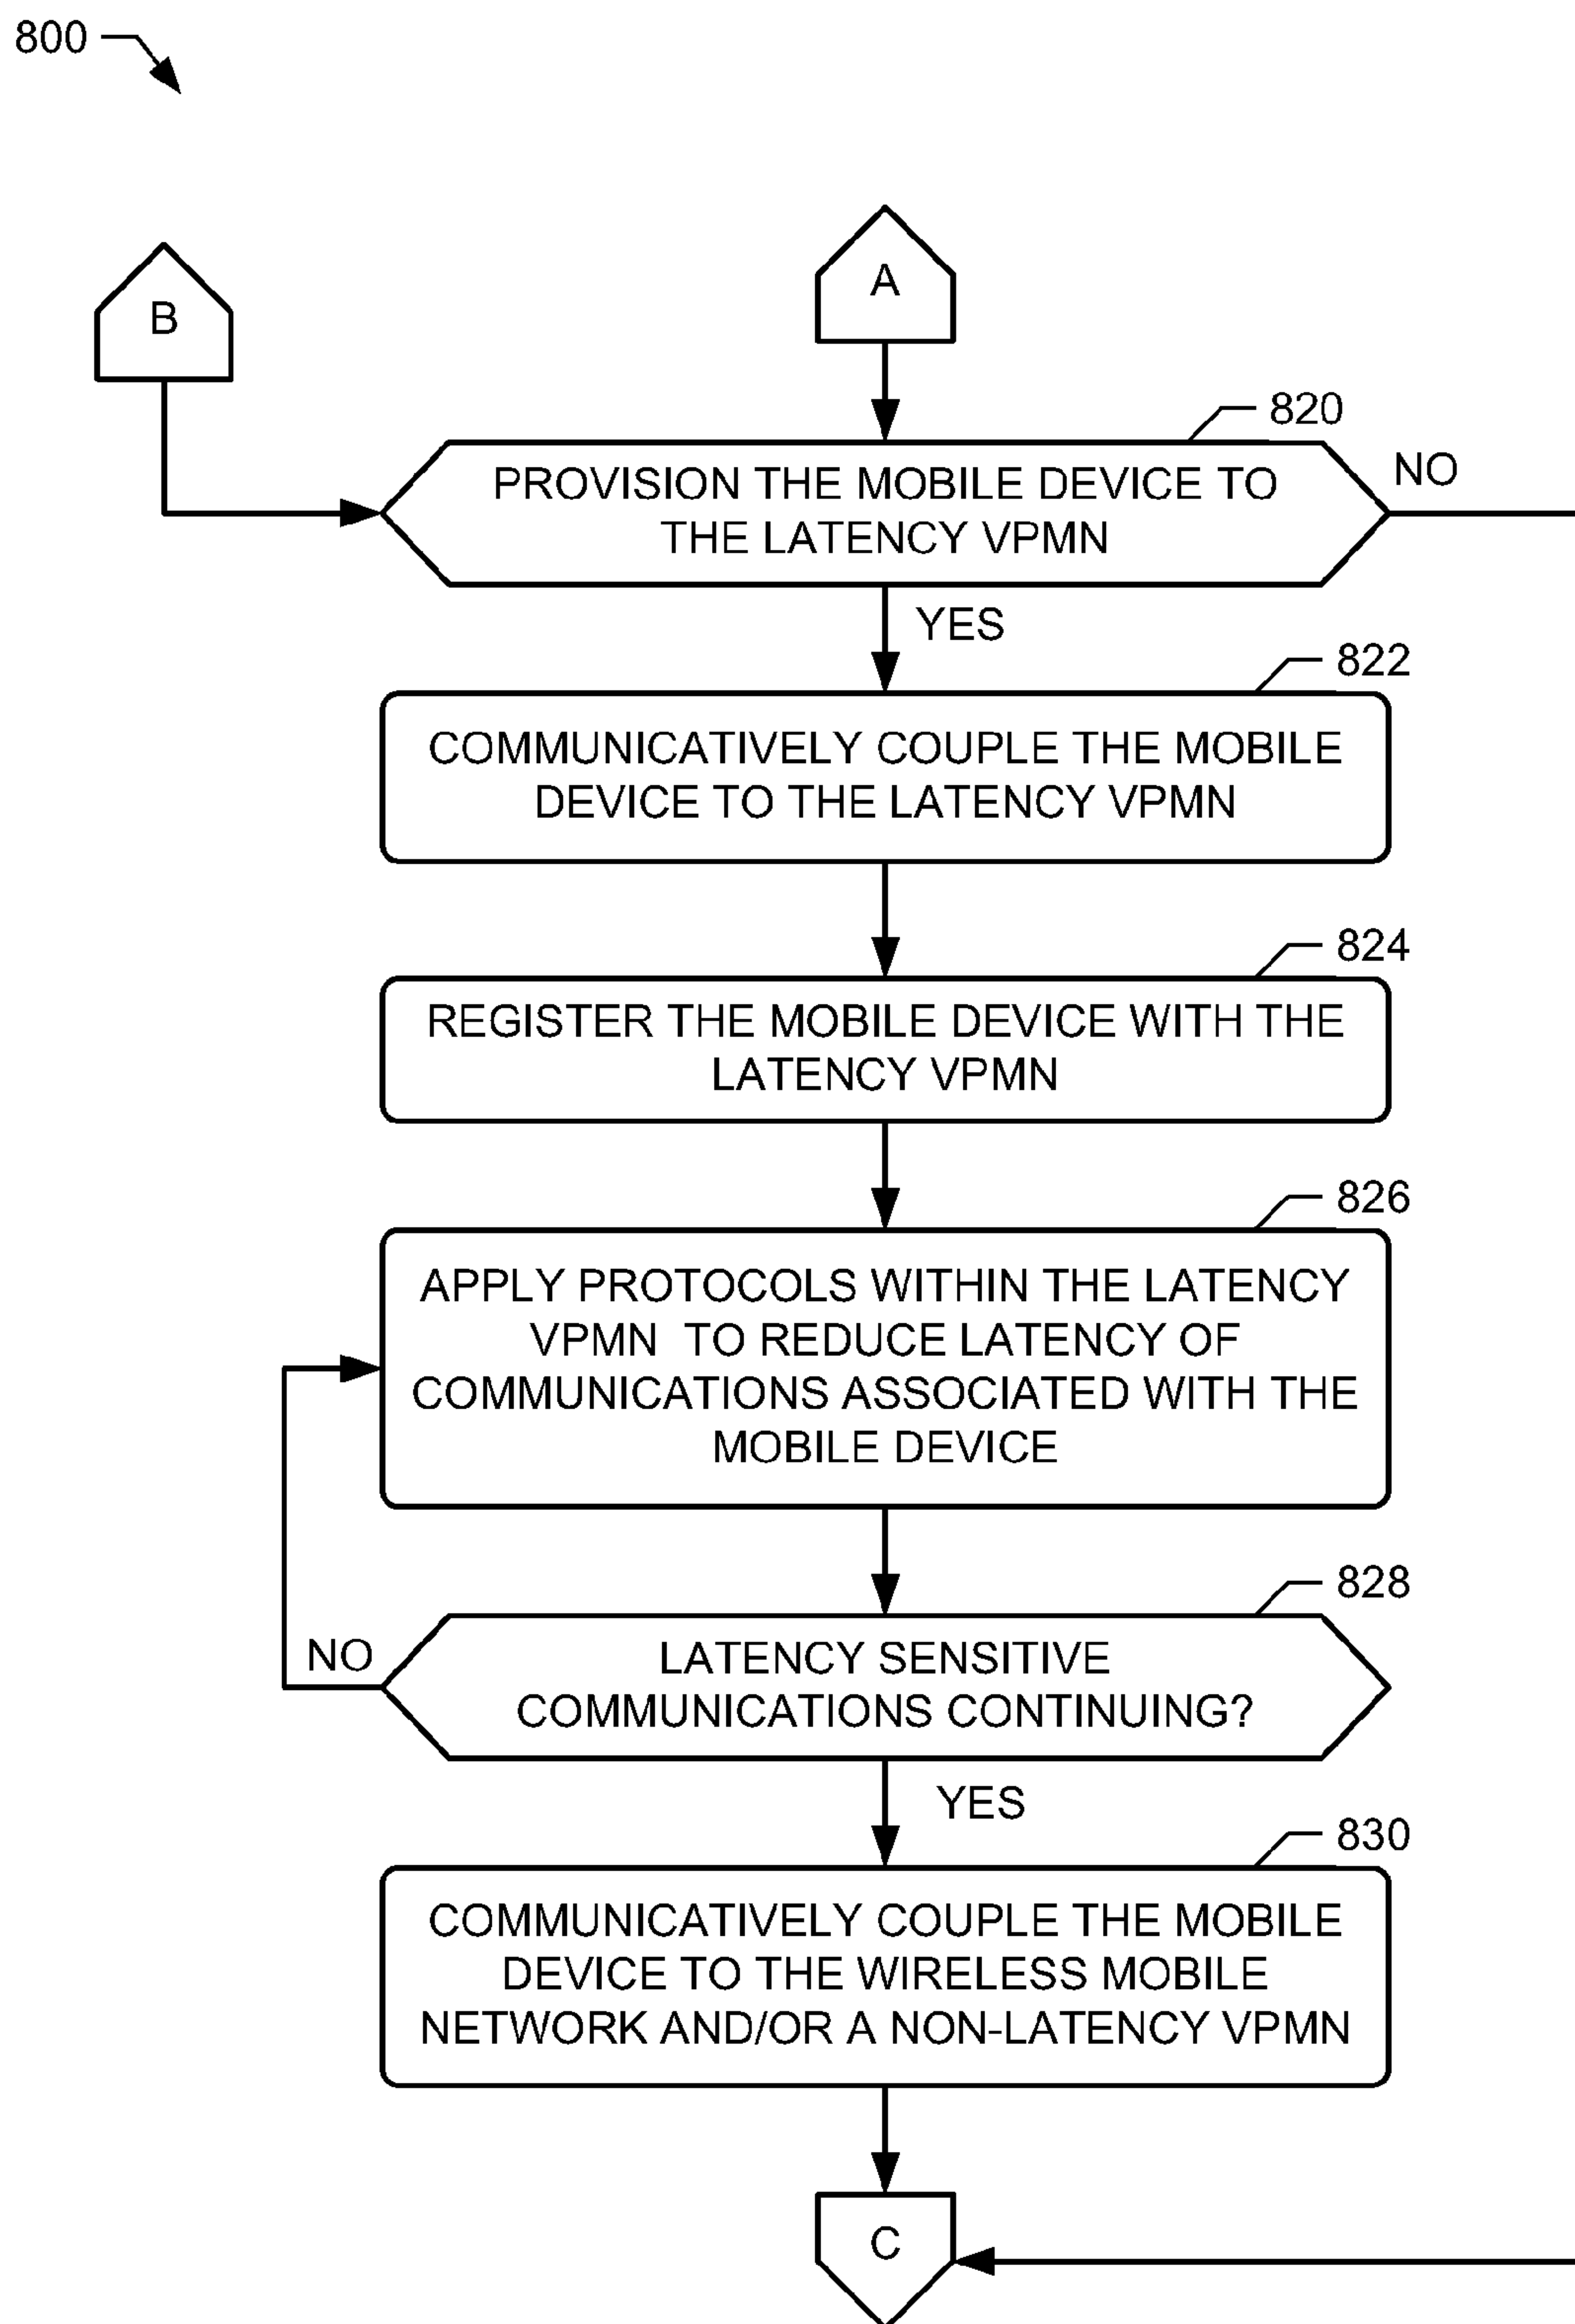 800
B
A
820
PROVISION THE MOBILE DEVICE TO
THE LATENCY VPMN
NO
YES
822
COMMUNICATIVELY COUPLE THE MOBILE
DEVICE TO THE LATENCY VPMN
824
REGISTER THE MOBILE DEVICE WITH THE
LATENCY VPMN
826
APPLY PROTOCOLS WITHIN THE LATENCY
VPMN TO REDUCE LATENCY OF
COMMUNICATIONS ASSOCIATED WITH THE
MOBILE DEVICE
828
LATENCY SENSITIVE
COMMUNICATIONS CONTINUING?
NO
YES
830
COMMUNICATIVELY COUPLE THE MOBILE
DEVICE TO THE WIRELESS MOBILE
NETWORK AND/OR A NON-LATENCY VPMN
C